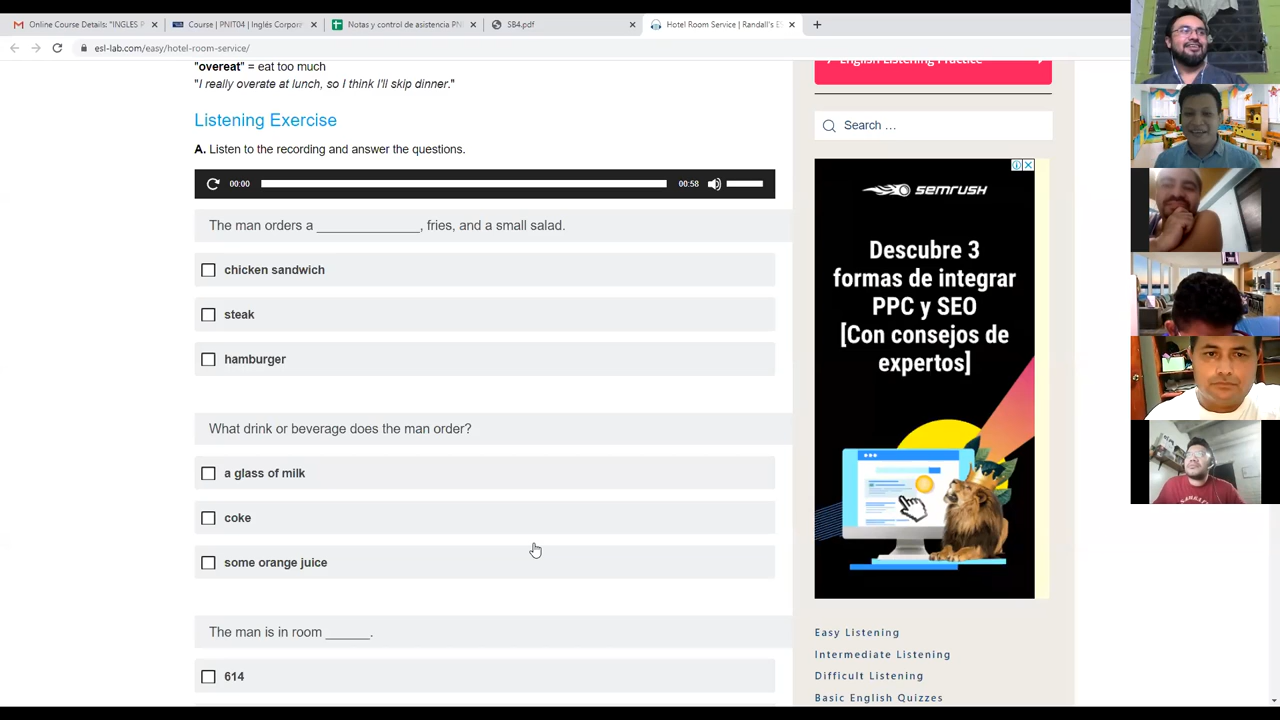 Online Course Details: "INGLES P
Course | PNIT04 | Inglés Corpor
Notas y control de asistencia PN
SB4.pdf
Hotel Room Service | Randall's ES
esl-lab.com/easy/hotel-room-service/
"overeat" = eat too much
"I really overate at lunch, so I think I'll skip dinner."
English Listening Practice
Listening Exercise
Search …
A. Listen to the recording and answer the questions.
00:00
00:58
The man orders a _______________, fries, and a small salad.
chicken sandwich
steak
hamburger
What drink or beverage does the man order?
a glass of milk
coke
some orange juice
The man is in room ______.
614
SEMRUSH
Descubre 3
formas de integrar
PPC y SEO
[Con consejos de
expertos]
Easy Listening
Intermediate Listening
Difficult Listening
Basic English Quizzes